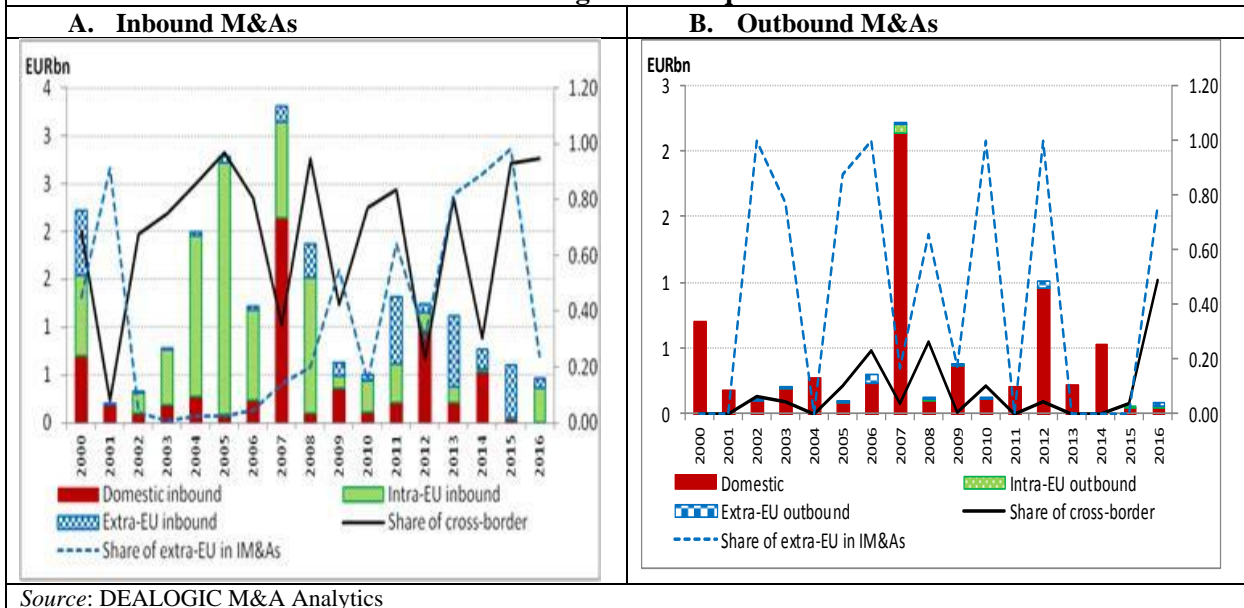 A. Inbound M&As
B. Outbound M&As
EURbn
4
3
3
2
2
1
1
0
1.20
1.00
0.80
0.60
0.40
0.20
0.00
2000 2001 2002 2003 2004 2005 2006 2007 2008 2009 2010 2011 2012 2013 2014 2015 2016
Domestic inbound
Intra-EU inbound
Extra-EU inbound
Share of cross-border
Share of extra-EU in IM&As
EURbn
3
2
2
1
1
0
1.20
1.00
0.80
0.60
0.40
0.20
0.00
2000 2001 2002 2003 2004 2005 2006 2007 2008 2009 2010 2011 2012 2013 2014 2015 2016
Domestic
Intra-EU outbound
Extra-EU outbound
Share of cross-border
Share of extra-EU in IM&As
Source: DEALOGIC M&A Analytics